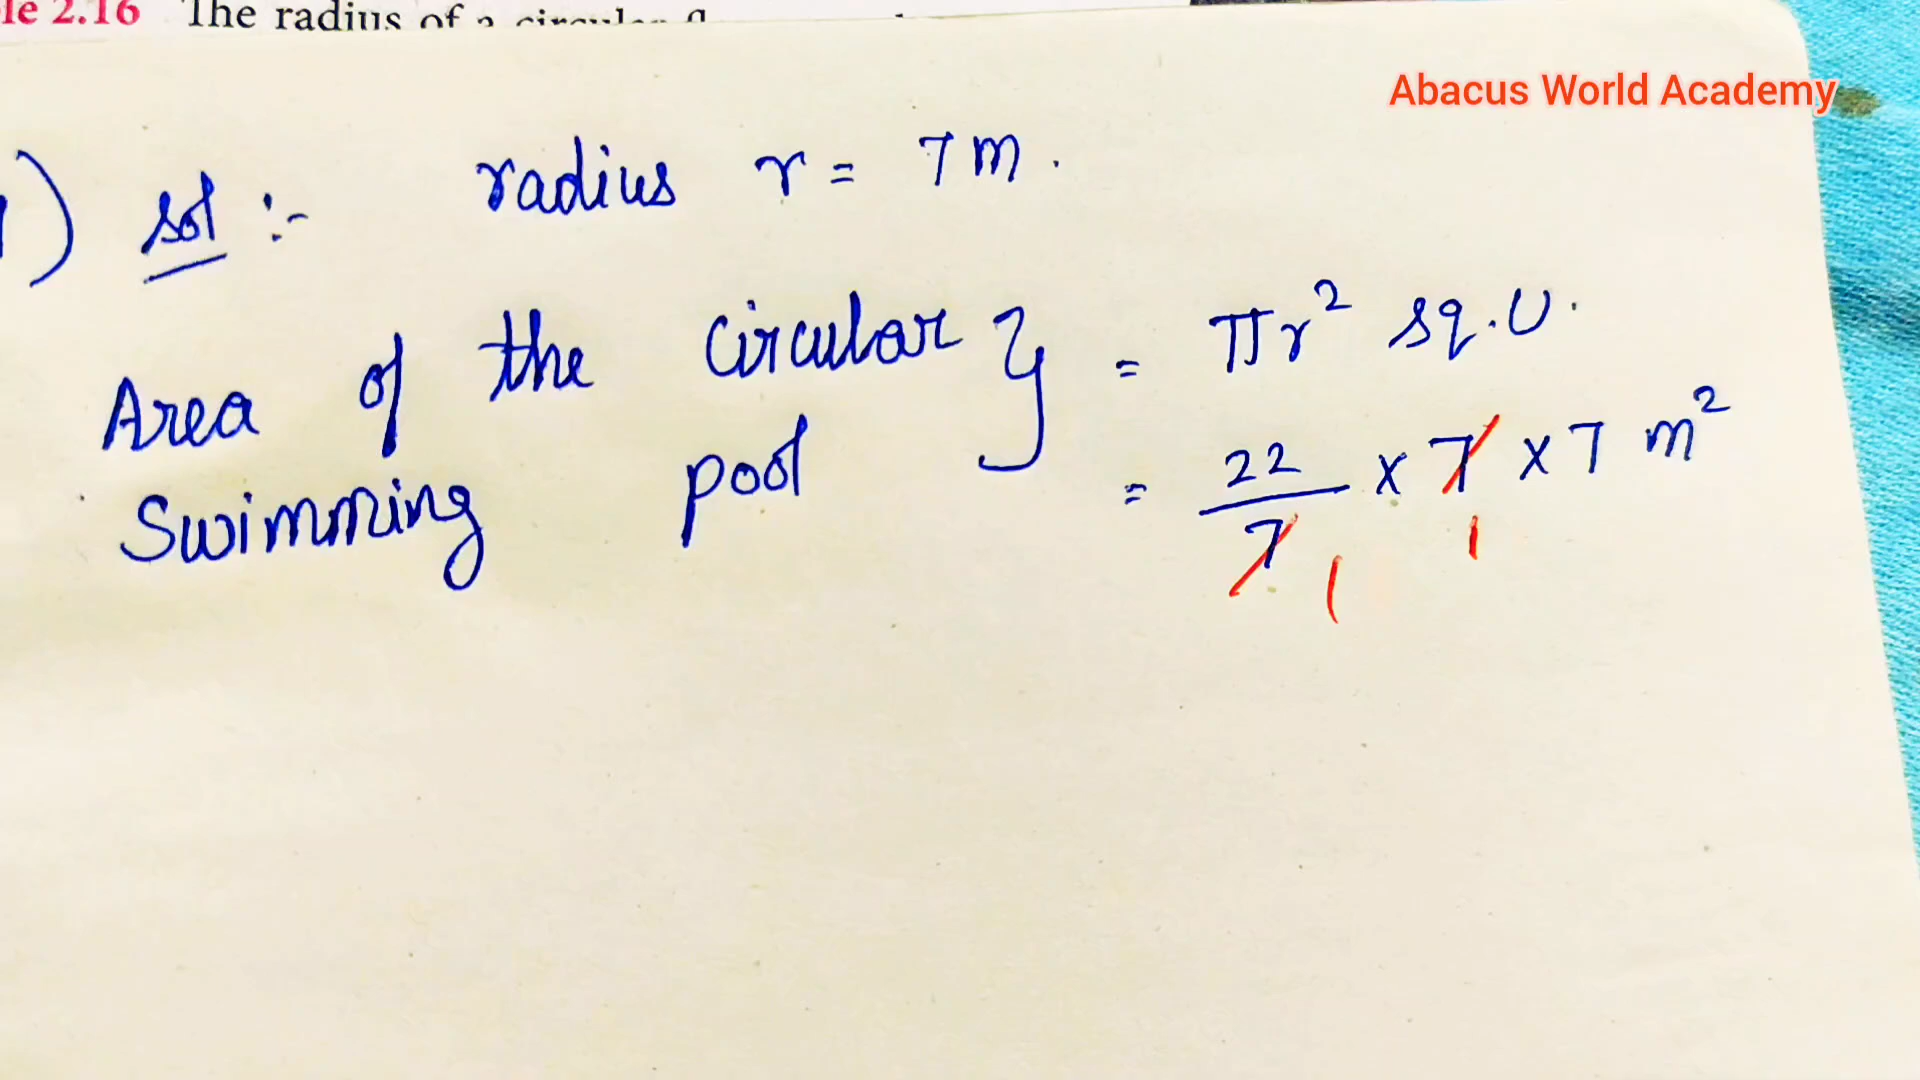 le 2.16 The radius of a circular
Abacus World Academy
) sol :- radius r = 7 m.
Area of the circular } = πr² sq.u.
Swimming pool = 22/7 × 7 × 7 m²
1 1